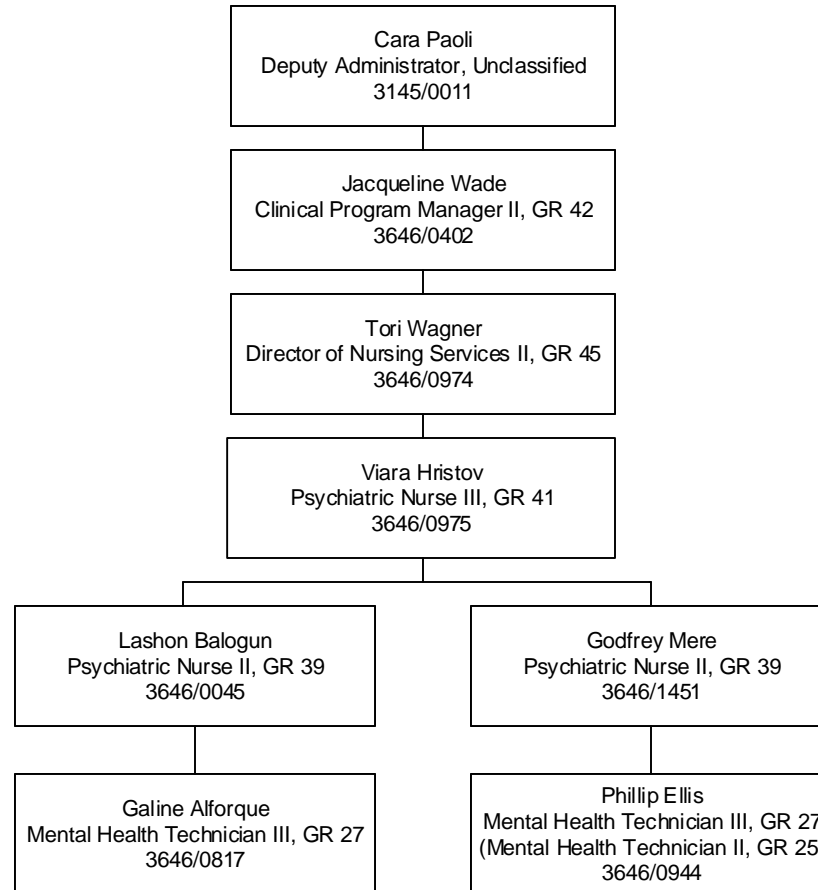 Cara Paoli
Deputy Administrator, Unclassified
3145/0011
Jacqueline Wade
Clinical Program Manager II, GR 42
3646/0402
Tori Wagner
Director of Nursing Services II, GR 45
3646/0974
Viara Hristov
Psychiatric Nurse III, GR 41
3646/0975
Lashon Balogun
Psychiatric Nurse II, GR 39
3646/0045
Godfrey Mere
Psychiatric Nurse II, GR 39
3646/1451
Galine Alforque
Mental Health Technician III, GR 27
3646/0817
Phillip Ellis
Mental Health Technician III, GR 27
(Mental Health Technician II, GR 25
3646/0944